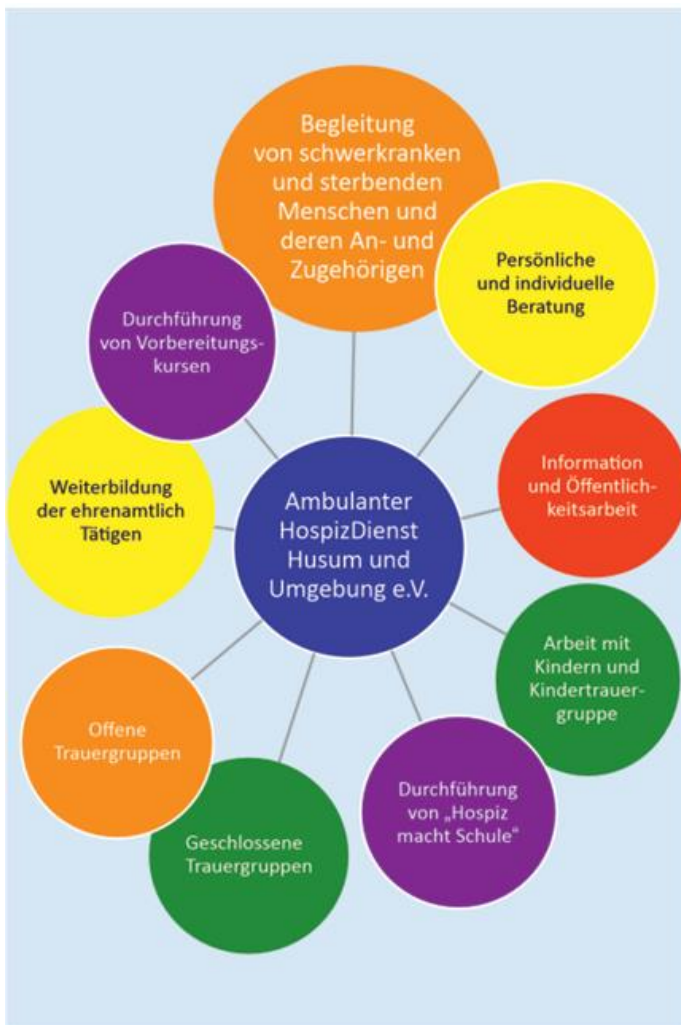 Begleitung
von schwerkranken
und sterbenden
Menschen und
deren An- und
Zugehörigen
Persönliche
und individuelle
Beratung
Durchführung
von Vorbereitungs-
kursen
Information
und Öffentlich-
keitsarbeit
Weiterbildung
der ehrenamtlich
Tätigen
Ambulanter
HospizDienst
Husum und
Umgebung e.V.
Arbeit mit
Kindern und
Kindertrauer-
gruppe
Offene
Trauergruppen
Durchführung
von „Hospiz
macht Schule“
Geschlossene
Trauergruppen